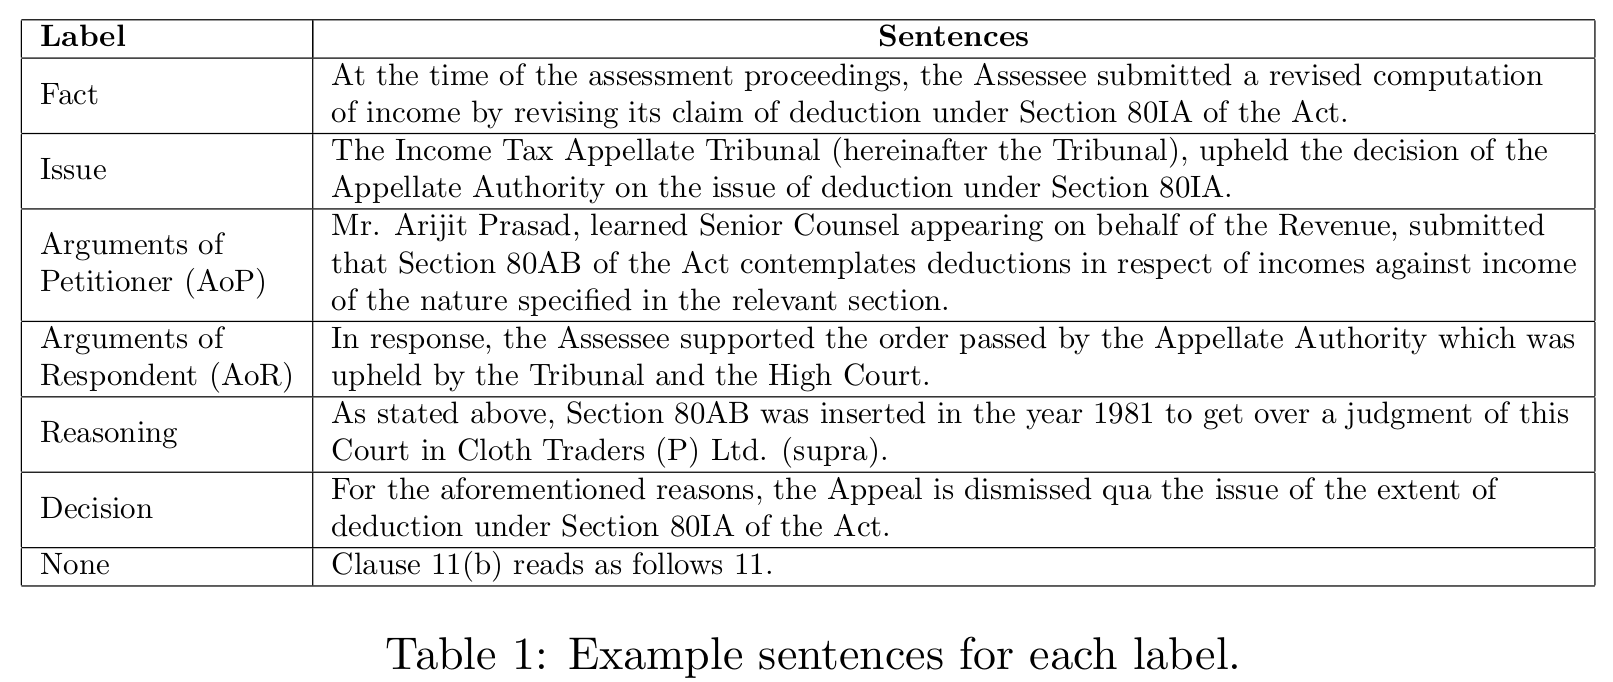 Label
Sentences
Fact
At the time of the assessment proceedings, the Assessee submitted a revised computation
of income by revising its claim of deduction under Section 80IA of the Act.
Issue
The Income Tax Appellate Tribunal (hereinafter the Tribunal), upheld the decision of the
Appellate Authority on the issue of deduction under Section 80IA.
Arguments of
Petitioner (AoP)
Mr. Arijit Prasad, learned Senior Counsel appearing on behalf of the Revenue, submitted
that Section 80AB of the Act contemplates deductions in respect of incomes against income
of the nature specified in the relevant section.
Arguments of
Respondent (AoR)
In response, the Assessee supported the order passed by the Appellate Authority which was
upheld by the Tribunal and the High Court.
Reasoning
As stated above, Section 80AB was inserted in the year 1981 to get over a judgment of this
Court in Cloth Traders (P) Ltd. (supra).
Decision
For the aforementioned reasons, the Appeal is dismissed qua the issue of the extent of
deduction under Section 80IA of the Act.
None
Clause 11(b) reads as follows 11.
Table 1: Example sentences for each label.